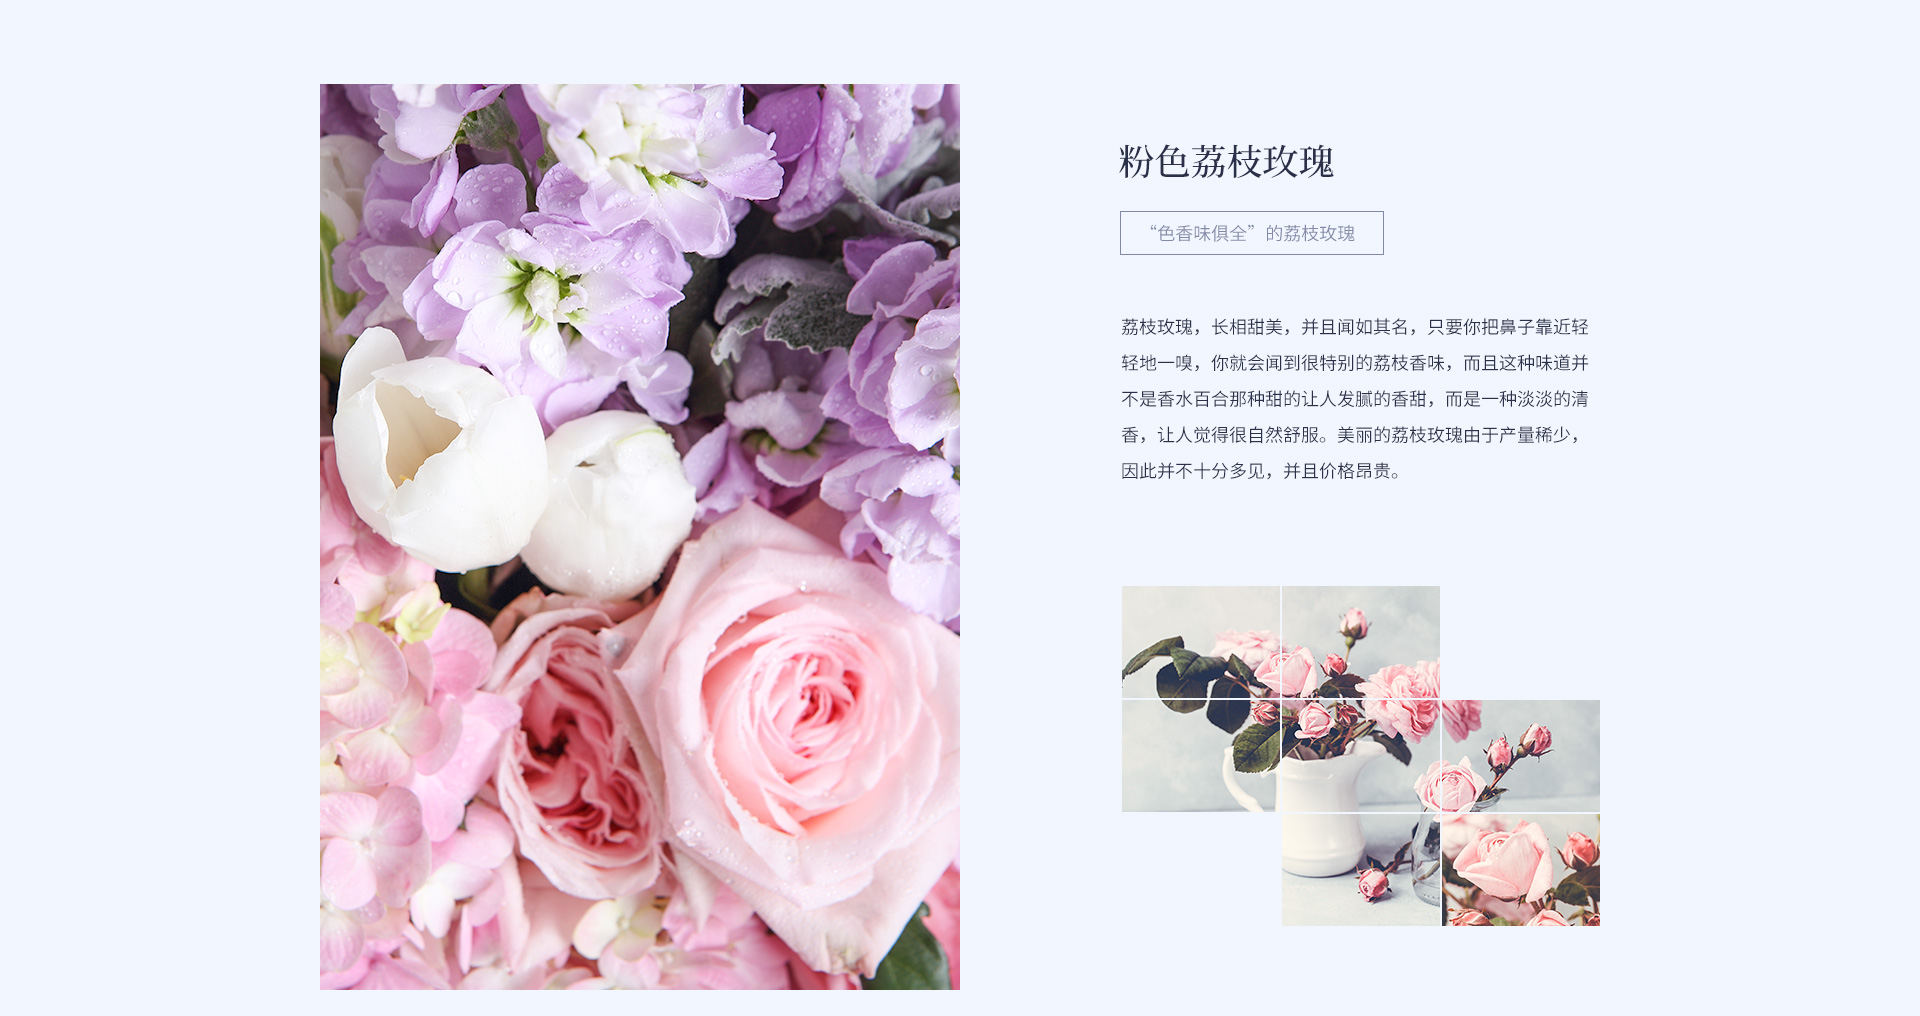 粉色荔枝玫瑰
“色香味俱全”的荔枝玫瑰
荔枝玫瑰，长相甜美，并且闻如其名，只要你把鼻子靠近轻
轻地一嗅，你就会闻到很特别的荔枝香味，而且这种味道并
不是香水百合那种甜的让人发腻的香甜，而是一种淡淡的清
香，让人觉得很自然舒服。美丽的荔枝玫瑰由于产量稀少，
因此并不十分多见，并且价格昂贵。